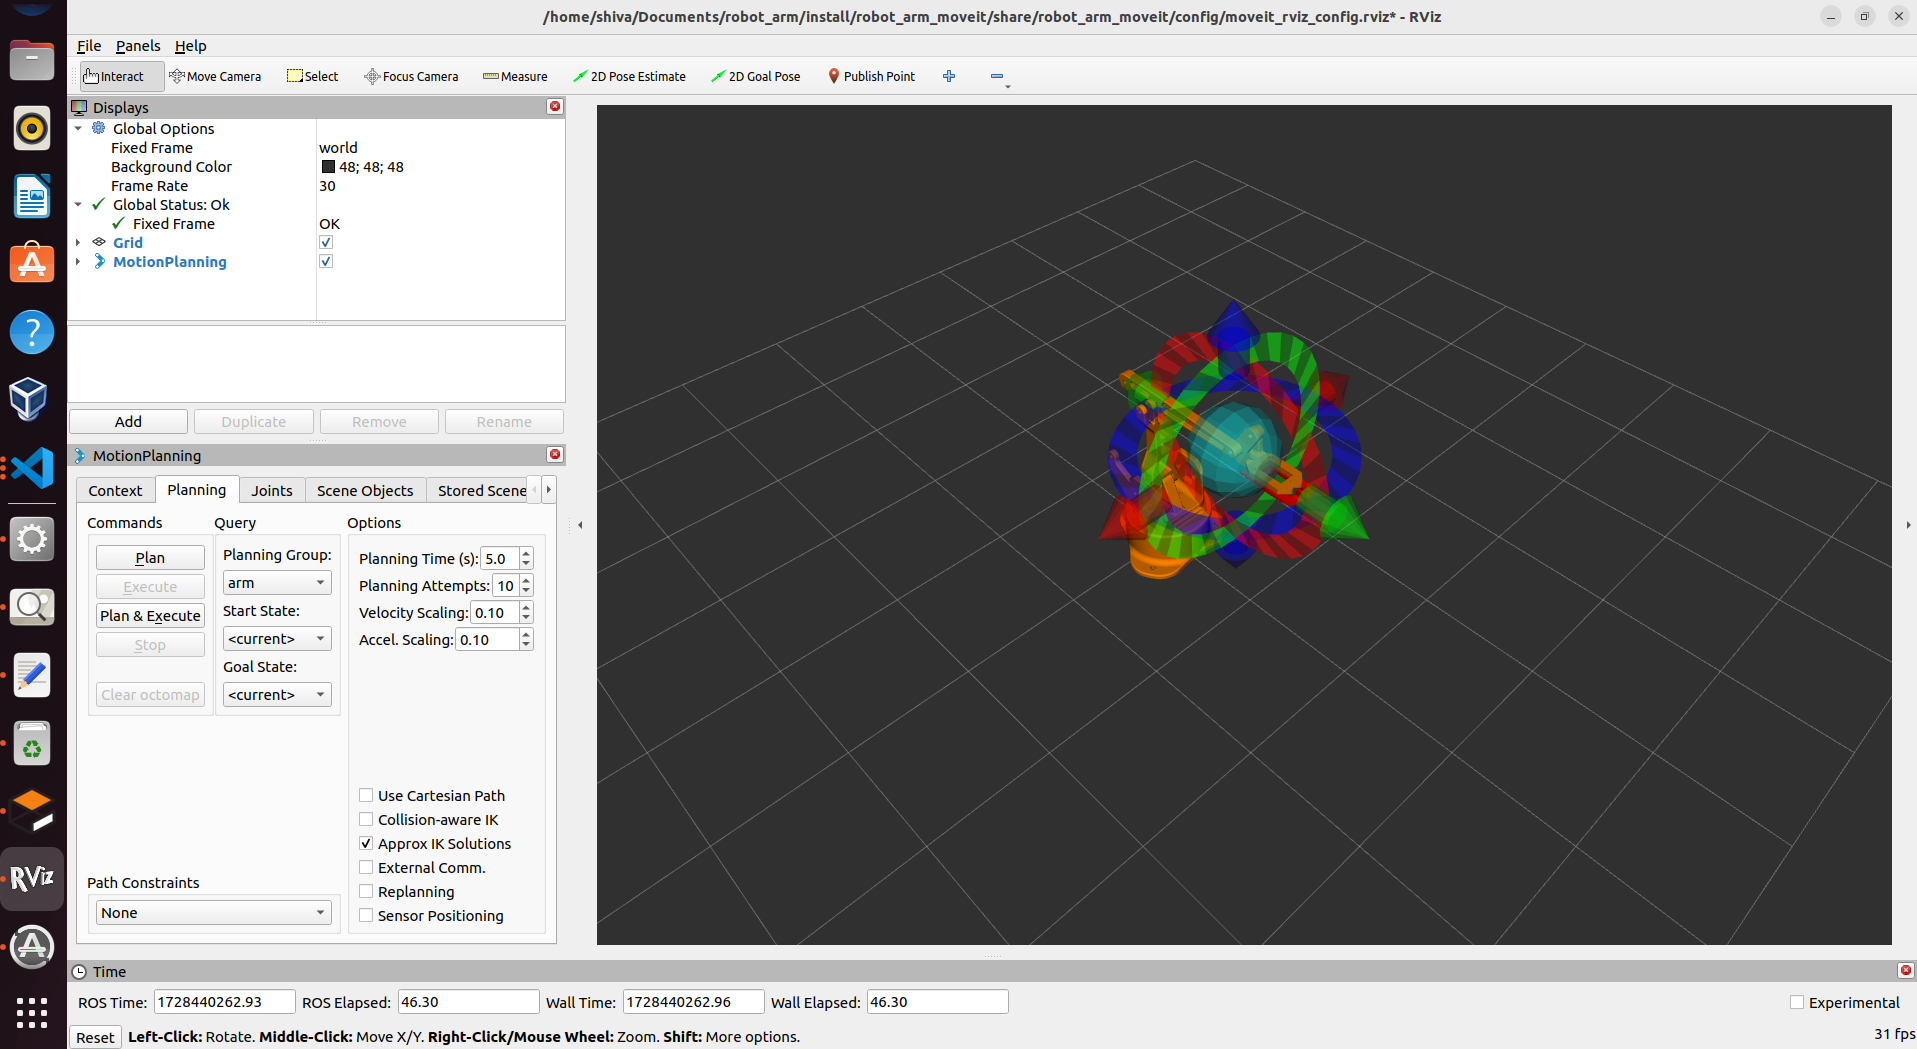 /home/shiva/Documents/robot_arm/install/robot_arm_moveit/share/robot_arm_moveit/config/moveit_rviz_config.rviz* - RViz
File Panels Help
Interact Move Camera Select Focus Camera Measure 2D Pose Estimate 2D Goal Pose Publish Point
Displays
Global Options
Fixed Frame world
Background Color 48; 48; 48
Frame Rate 30
Global Status: Ok
Fixed Frame OK
Grid
MotionPlanning
Add Duplicate Remove Rename
MotionPlanning
Context Planning Joints Scene Objects Stored Scene
Commands Query Options
Plan
Execute
Plan & Execute
Stop
Clear octomap
Planning Group:
arm
Start State:
<current>
Goal State:
<current>
Planning Time (s): 5.0
Planning Attempts: 10
Velocity Scaling: 0.10
Accel. Scaling: 0.10
Use Cartesian Path
Collision-aware IK
Approx IK Solutions
External Comm.
Replanning
Sensor Positioning
Path Constraints
None
RViz
Time
ROS Time: 1728440262.93 ROS Elapsed: 46.30 Wall Time: 1728440262.96 Wall Elapsed: 46.30 Experimental
Reset Left-Click: Rotate. Middle-Click: Move X/Y. Right-Click/Mouse Wheel: Zoom. Shift: More options. 31 fps